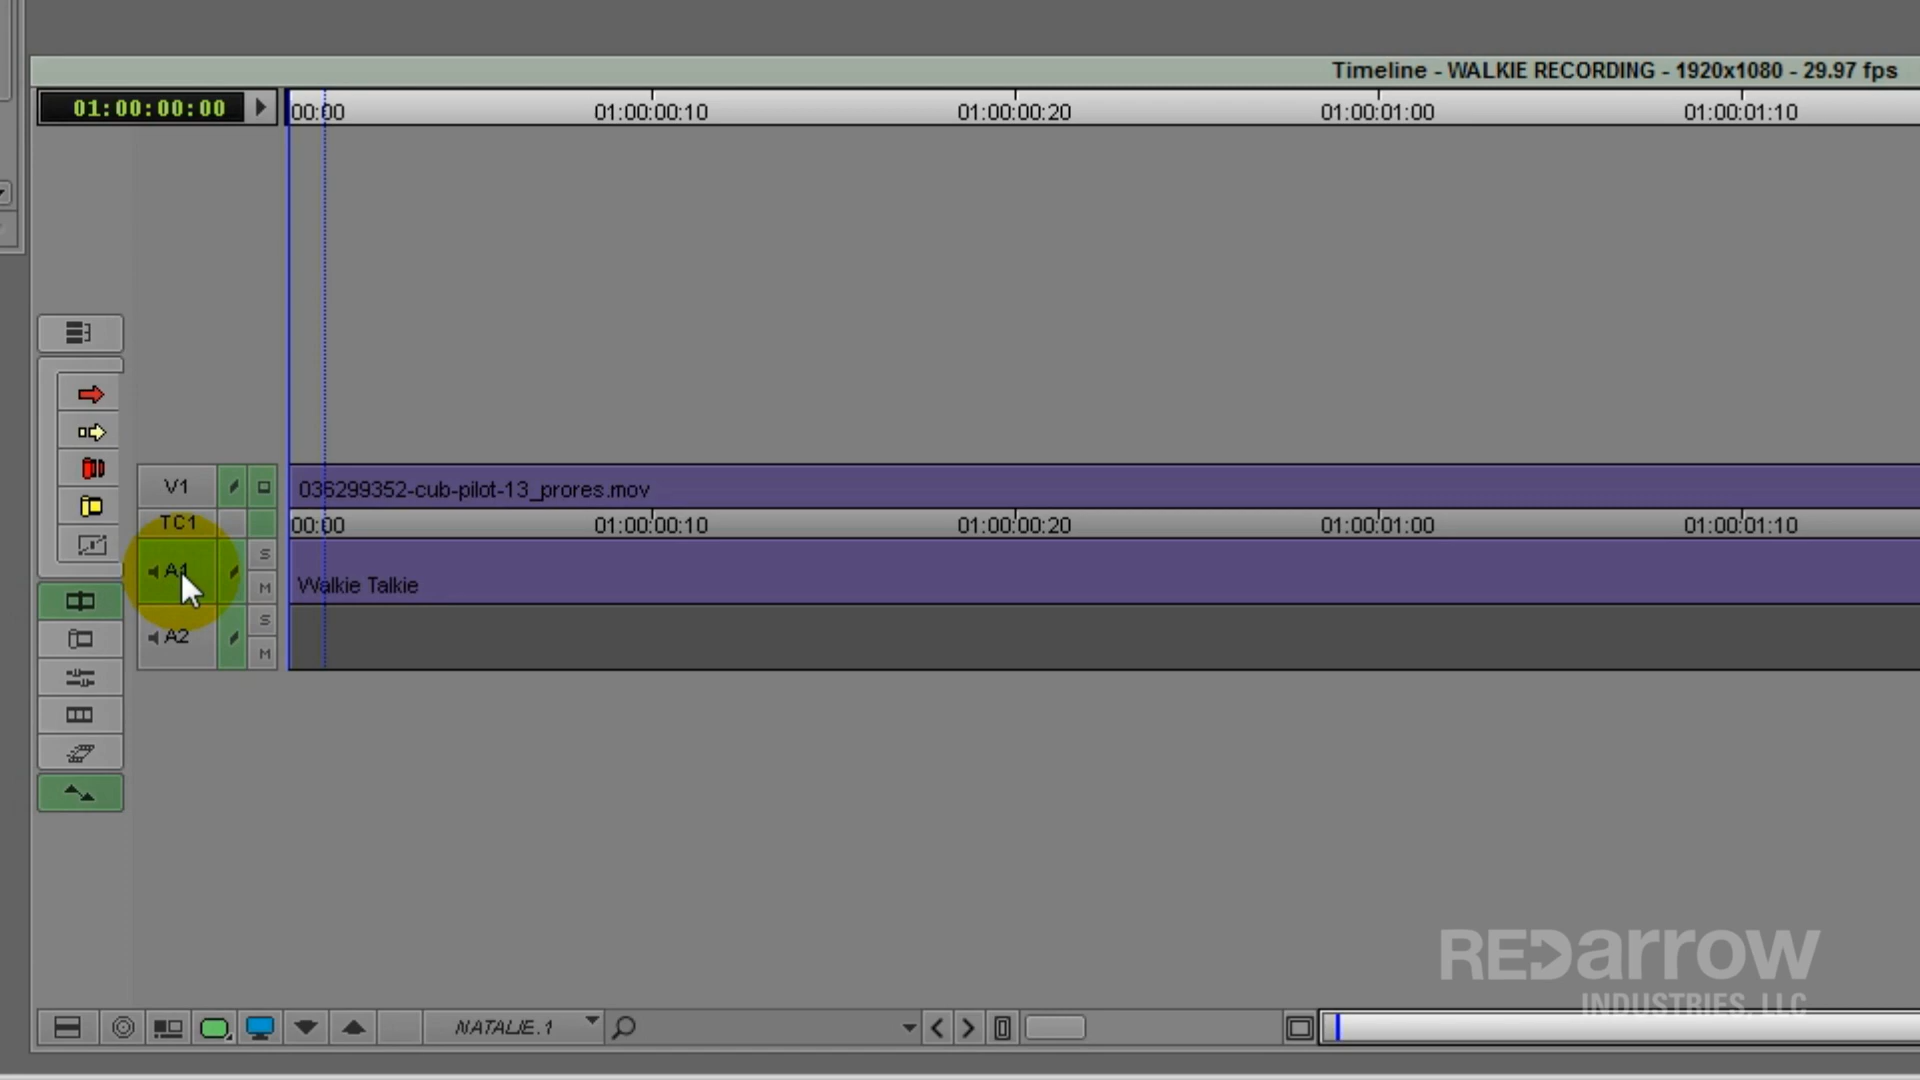 Timeline - WALKIE RECORDING - 1920x1080 - 29.97 fps
01:00:00:00
00:00 01:00:00:10 01:00:00:20 01:00:01:00 01:00:01:10
V1 036299352-cub-pilot-13_prores.mov
TC1 00:00 01:00:00:10 01:00:00:20 01:00:01:00 01:00:01:10
A1 S
M Walkie Talkie
A2 S
M
REDarrow
INDUSTRIES, LLC
NATALIE.1